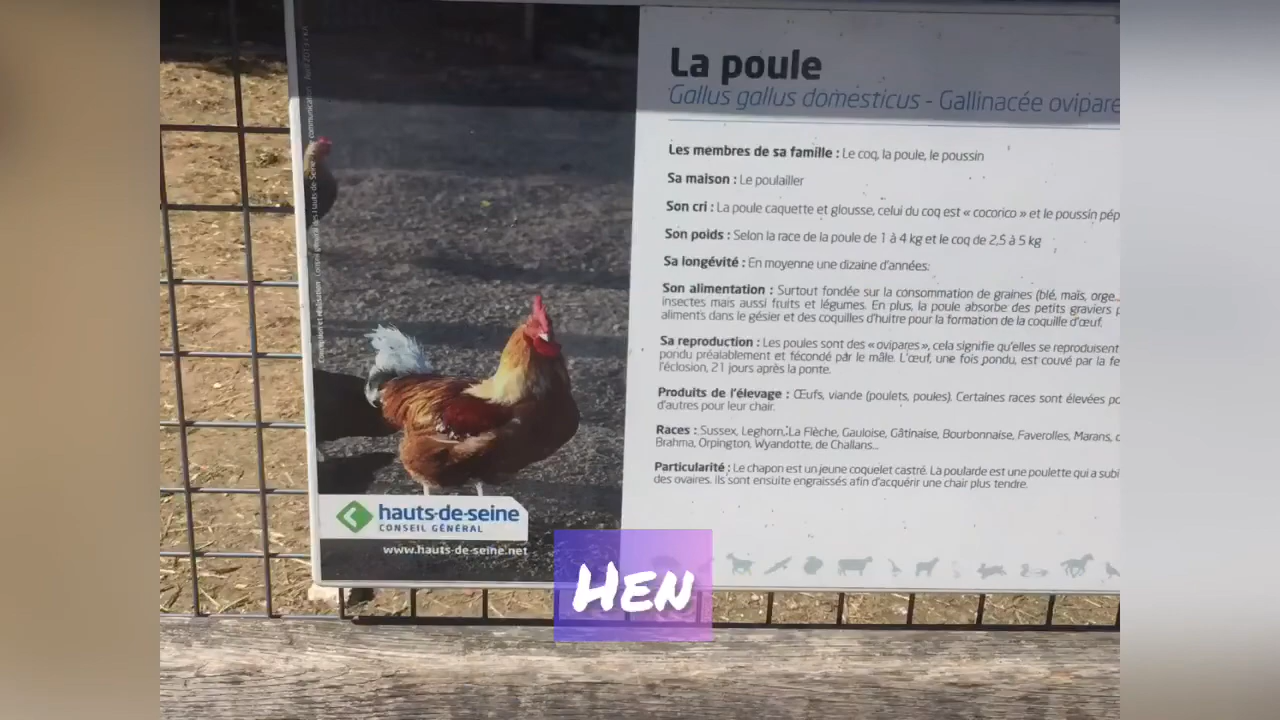 La poule
Gallus gallus domesticus - Gallinacée ovipare
Les membres de sa famille : Le coq, la poule, le poussin
Sa maison : Le poulailler
Son cri : La poule caquette et glousse, celui du coq est « cocorico » et le poussin
Son poids : Selon la race de la poule de 1 à 4 kg et le coq de 2,5 à 5 kg
Sa longévité : En moyenne une dizaine d'années.
Son alimentation : Surtout fondée sur la consommation de graines (blé, maïs, orge...
insectes mais aussi fruits et légumes. En plus, la poule absorbe des petits graviers
aliments dans le gésier et des coquilles d'huitre pour la formation de la coquille d'œuf.
Sa reproduction : Les poules sont des « ovipares », cela signifie qu'elles se reproduisent
pondu préalablement et fécondé par le mâle. L'œuf, une fois pondu, est couvé par la
l'éclosion, 21 jours après la ponte.
Produits de l'élevage : Œufs, viande (poulets, poules). Certaines races sont élevées
d'autres pour leur chair.
Races : Sussex, Leghorn, La Flèche, Gauloise, Gâtinaise, Bourbonnaise, Faverolles, Marans,
Brahma, Orpington, Wyandotte, de Challans...
Particularité : Le chapon est un jeune coquelet castré. La poularde est une poulette qui a subi
des ovaires. Ils sont ensuite engraissés afin d'acquérir une chair plus tendre.
hauts-de-seine
CONSEIL GÉNÉRAL
www.hauts-de-seine.net
HEN